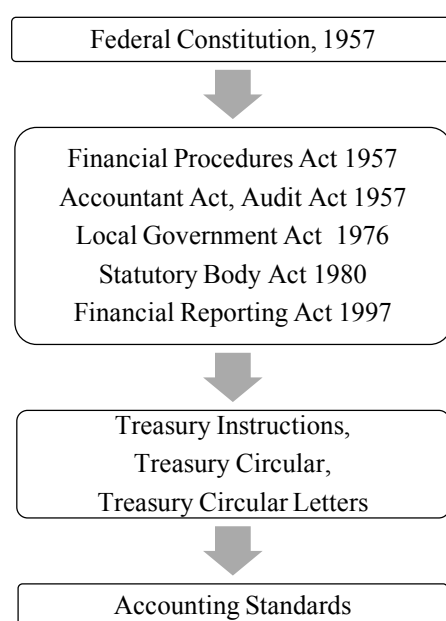 Federal Constitution, 1957
Financial Procedures Act 1957
Accountant Act, Audit Act 1957
Local Government Act 1976
Statutory Body Act 1980
Financial Reporting Act 1997
Treasury Instructions,
Treasury Circular,
Treasury Circular Letters
Accounting Standards